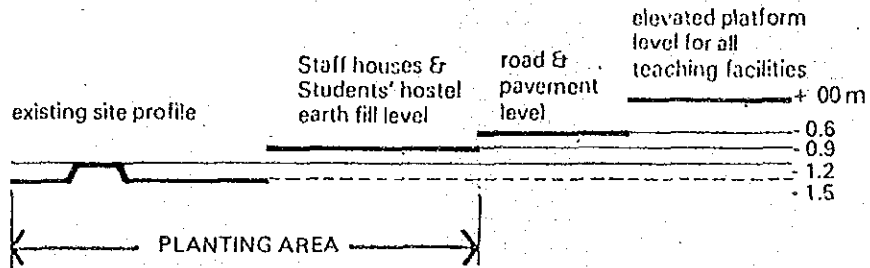 elevated platform
level for all
teaching facilities
Staff houses &
Students' hostel
earth fill level
road &
pavement
level
existing site profile
+ 00 m
- 0.6
- 0.9
- 1.2
- 1.5
PLANTING AREA